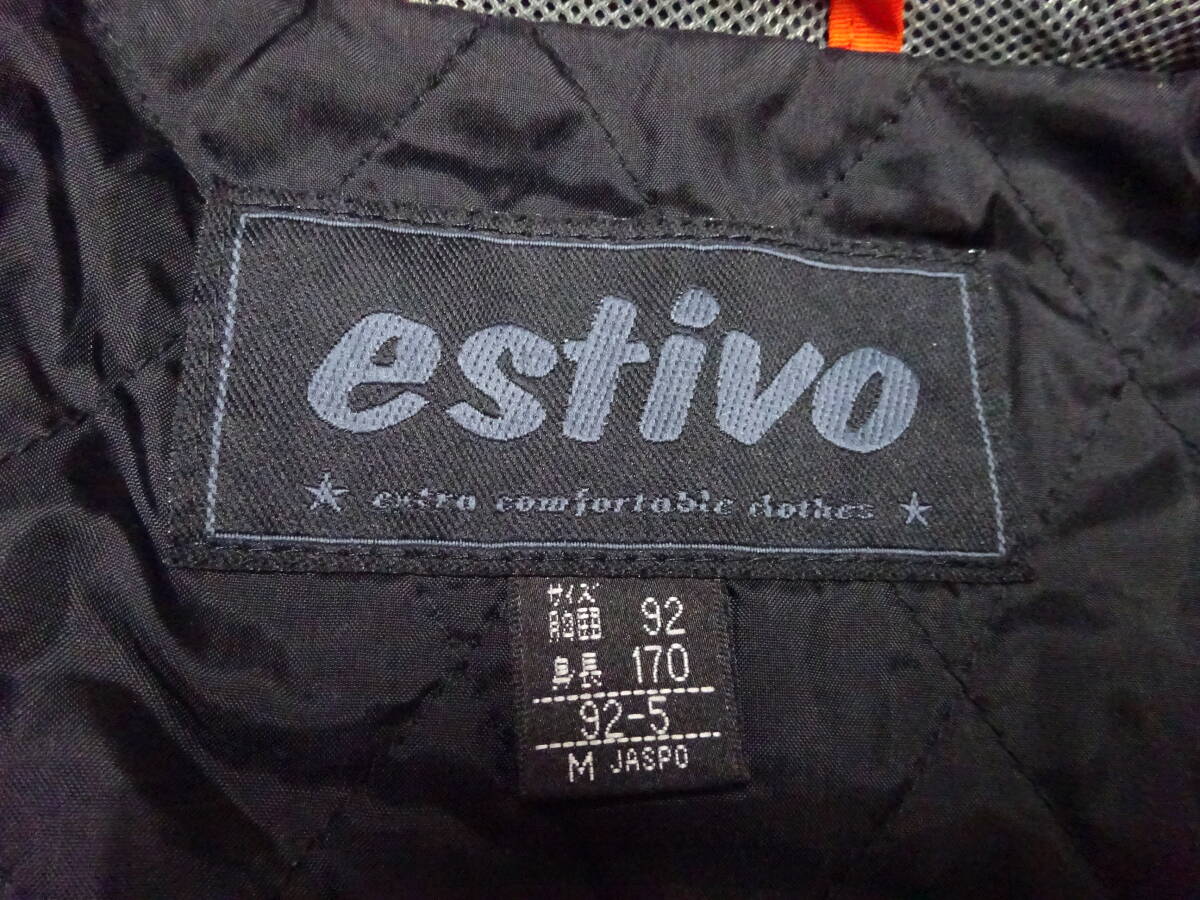 estivo
★ extra comfortable clothes ★
サイズ
胸囲 92
身長 170
92-5
M JASPO